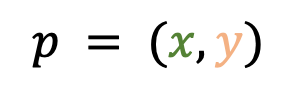 p = (x, y)